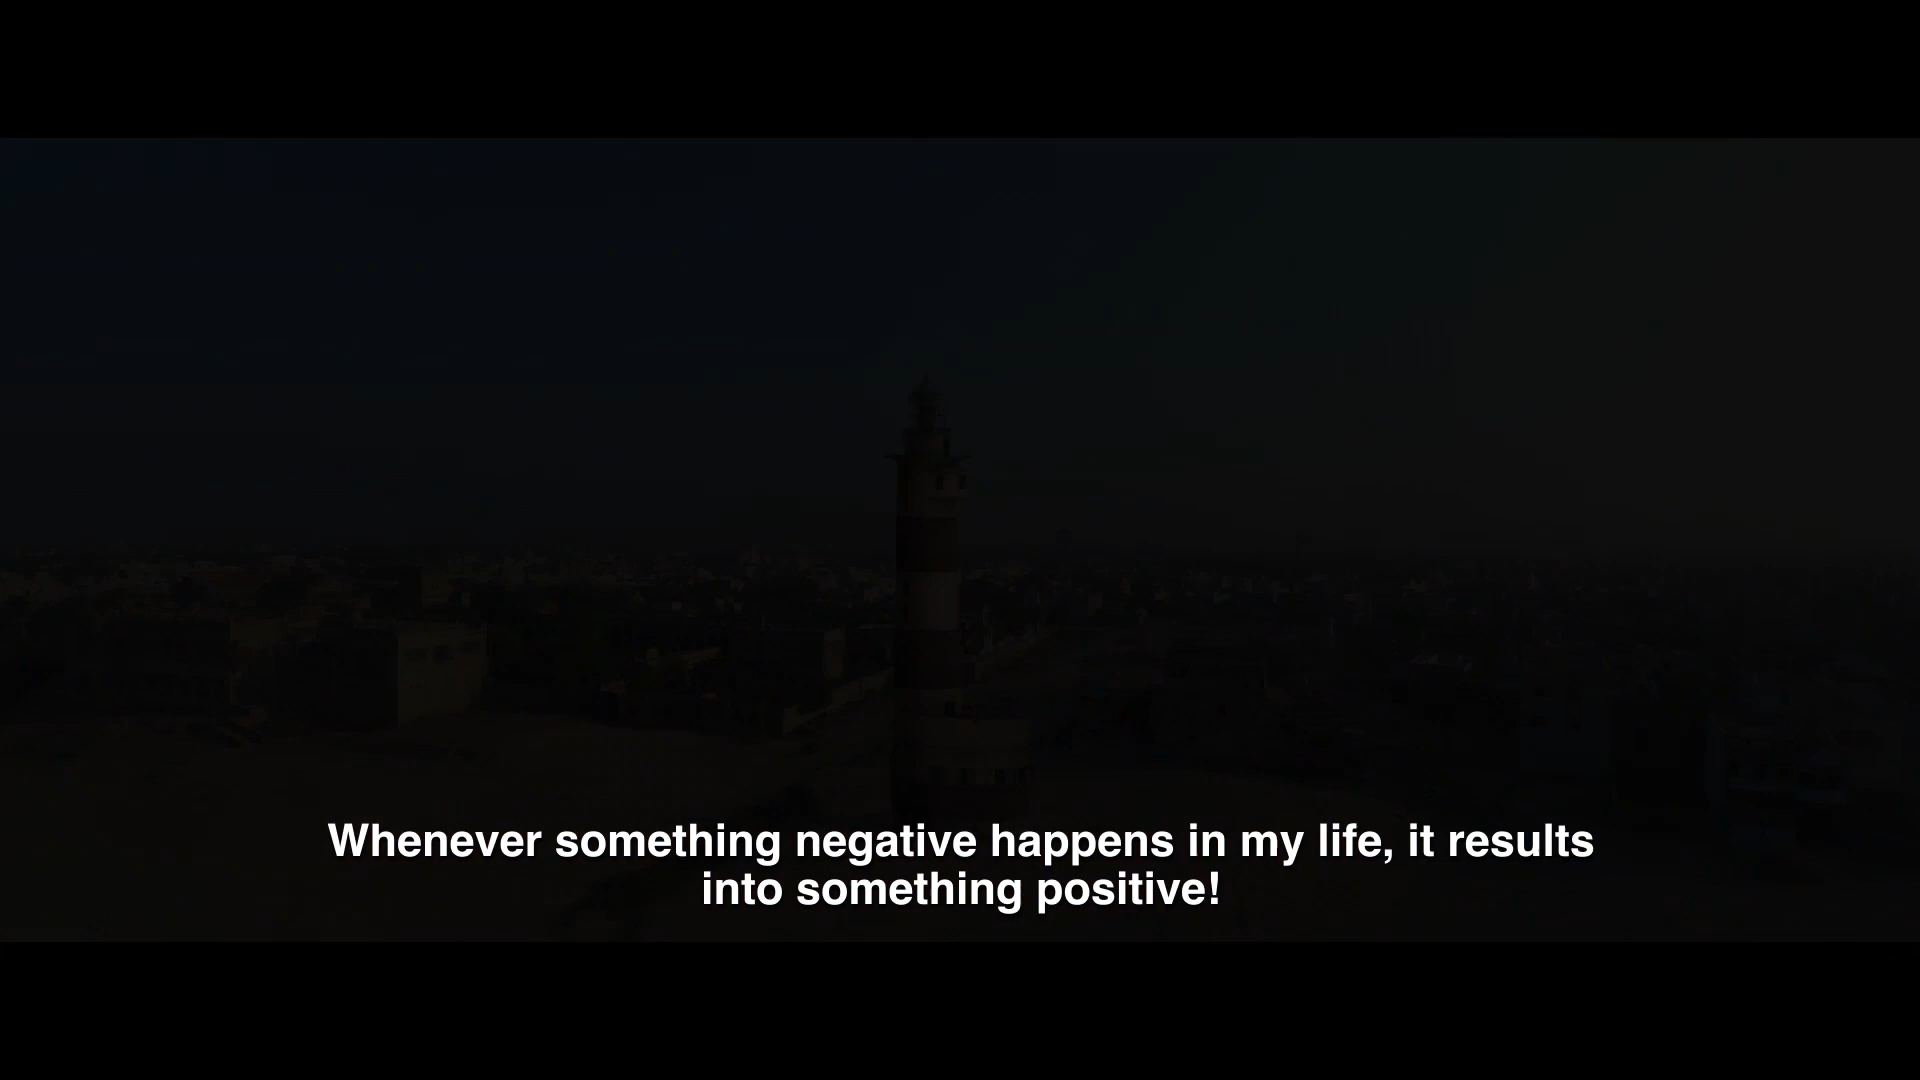 Whenever something negative happens in my life, it results
into something positive!